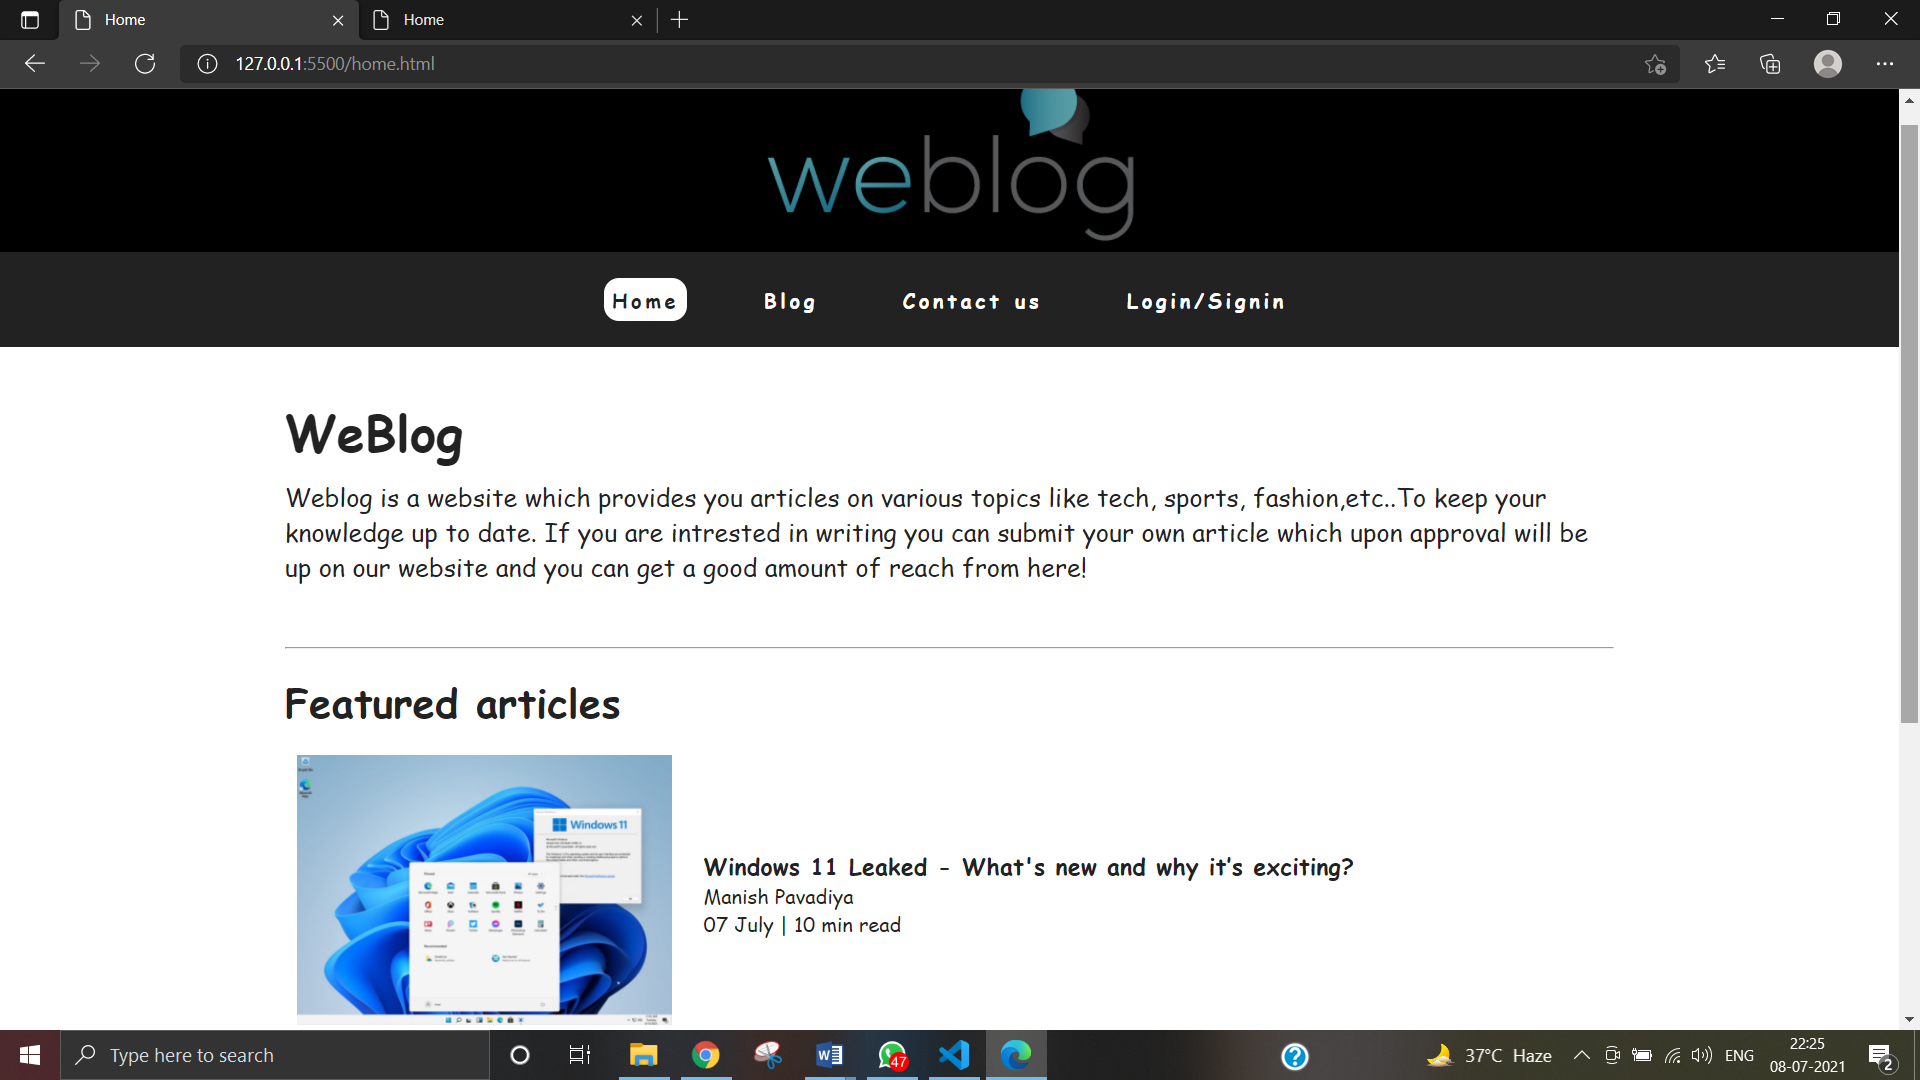 Home
Home
127.0.0.1:5500/home.html
weblog
Home Blog Contact us Login/Signin
WeBlog
Weblog is a website which provides you articles on various topics like tech, sports, fashion,etc..To keep your
knowledge up to date. If you are intrested in writing you can submit your own article which upon approval will be
up on our website and you can get a good amount of reach from here!
Featured articles
Windows 11
Windows 11 Leaked - What's new and why it's exciting?
Manish Pavadiya
07 July | 10 min read
Type here to search
47
37°C Haze
ENG
22:25
08-07-2021
2